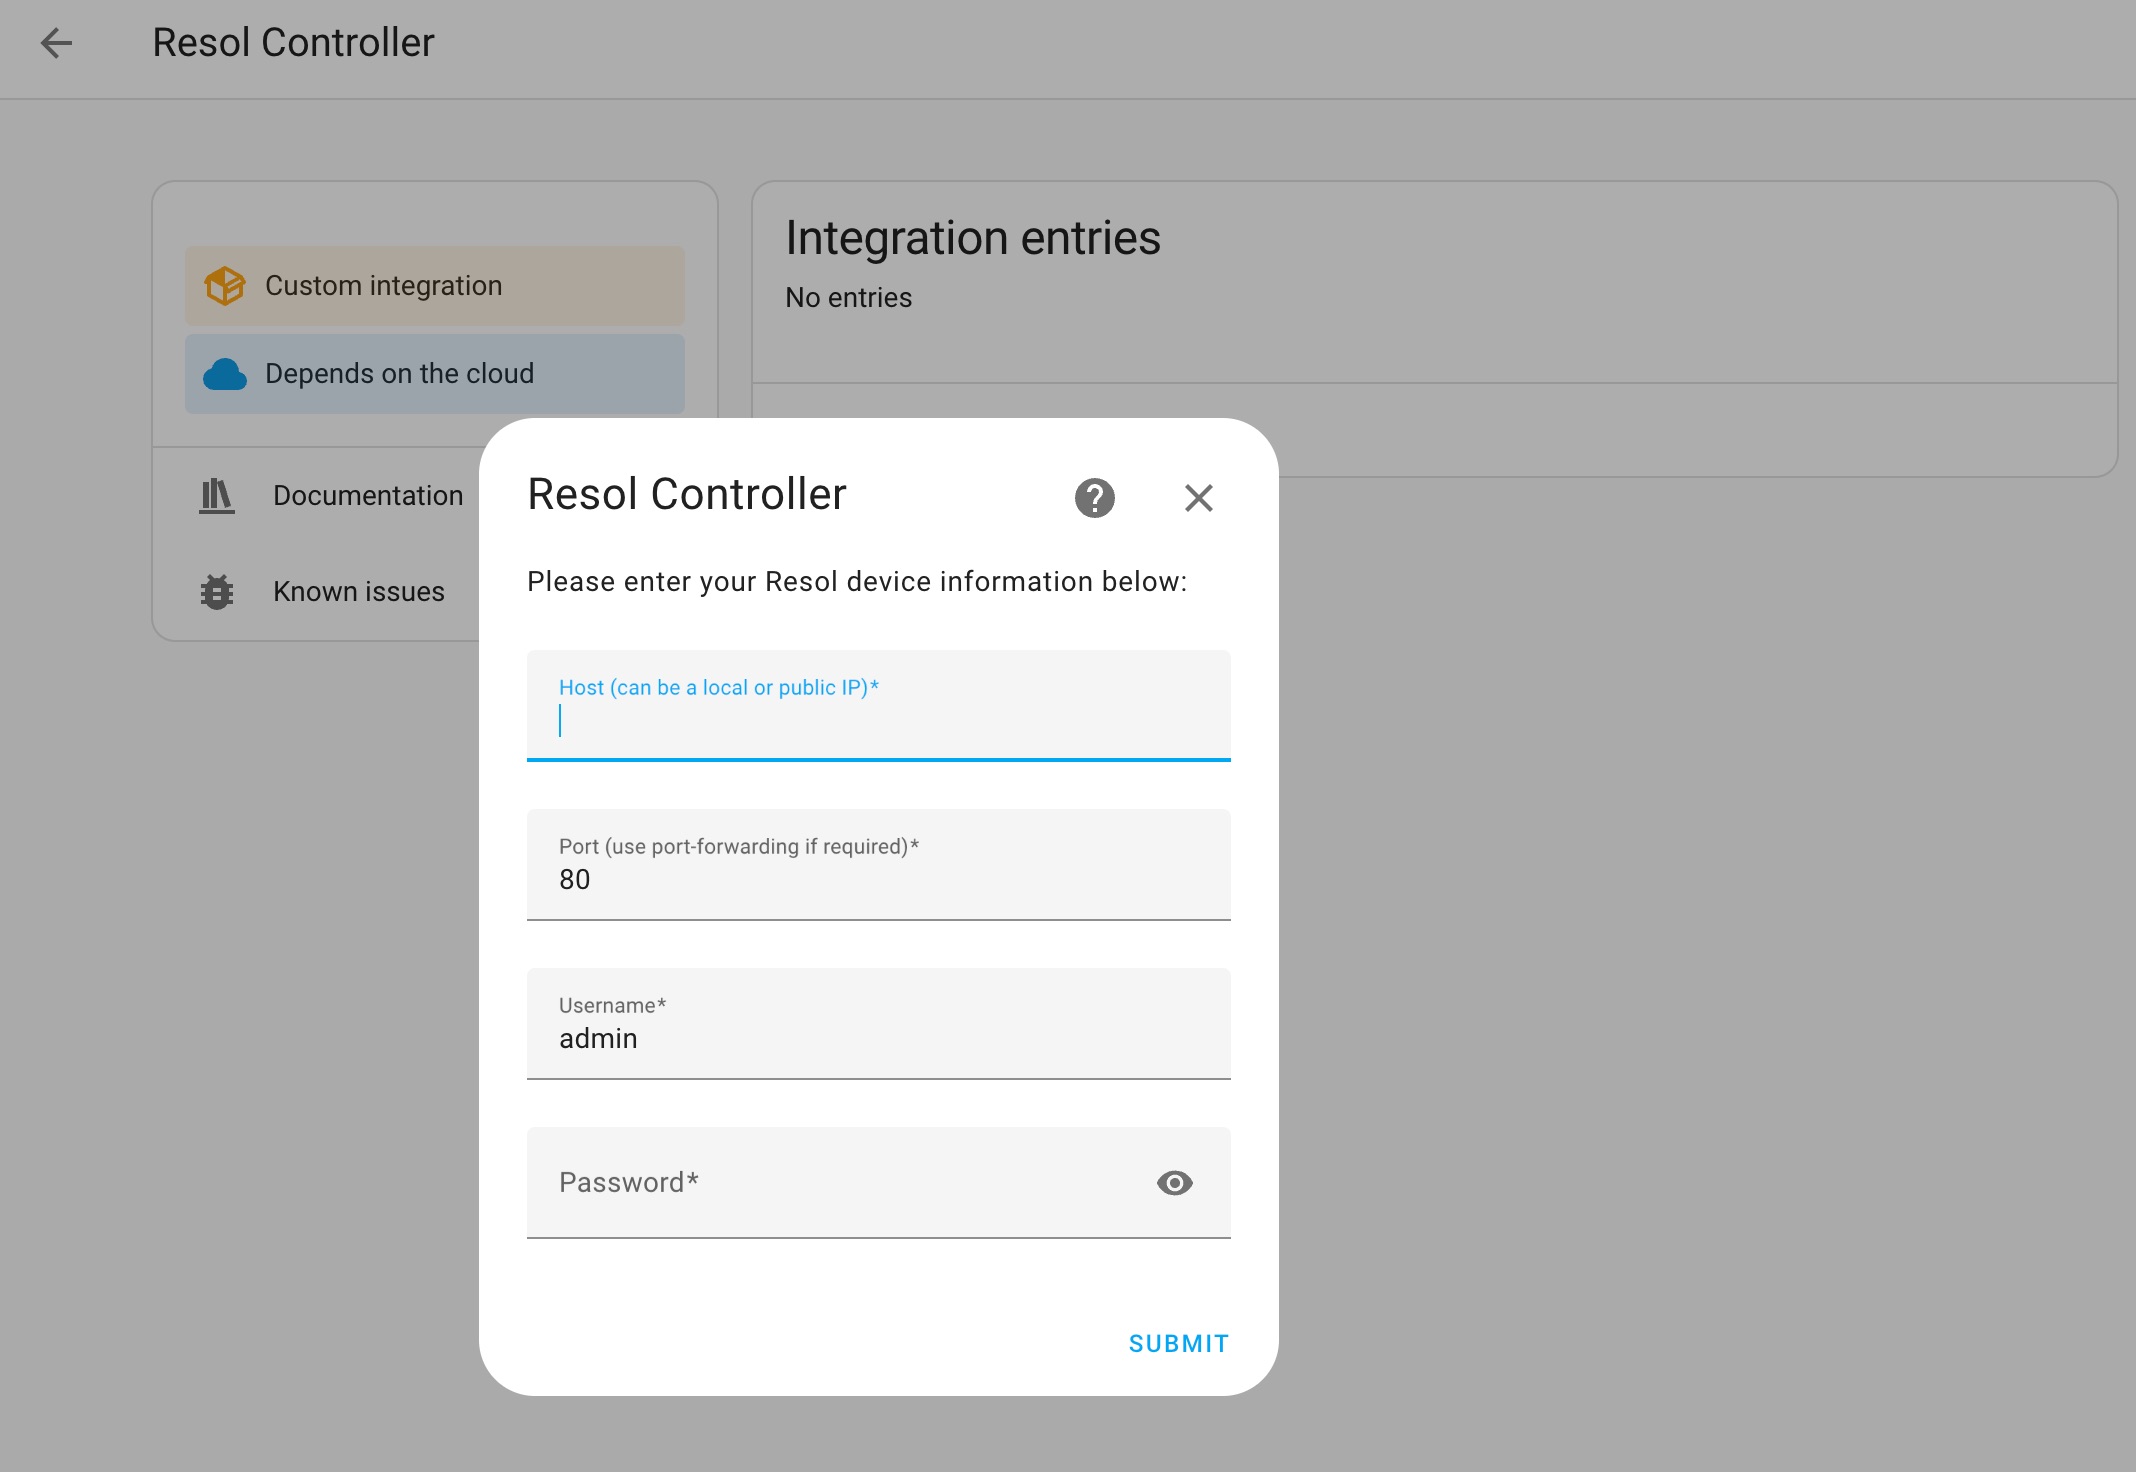 Resol Controller
Custom integration
Depends on the cloud
Documentation
Known issues
Integration entries
No entries
Resol Controller
Please enter your Resol device information below:
Host (can be a local or public IP)*
Port (use port-forwarding if required)*
80
Username*
admin
Password*
SUBMIT